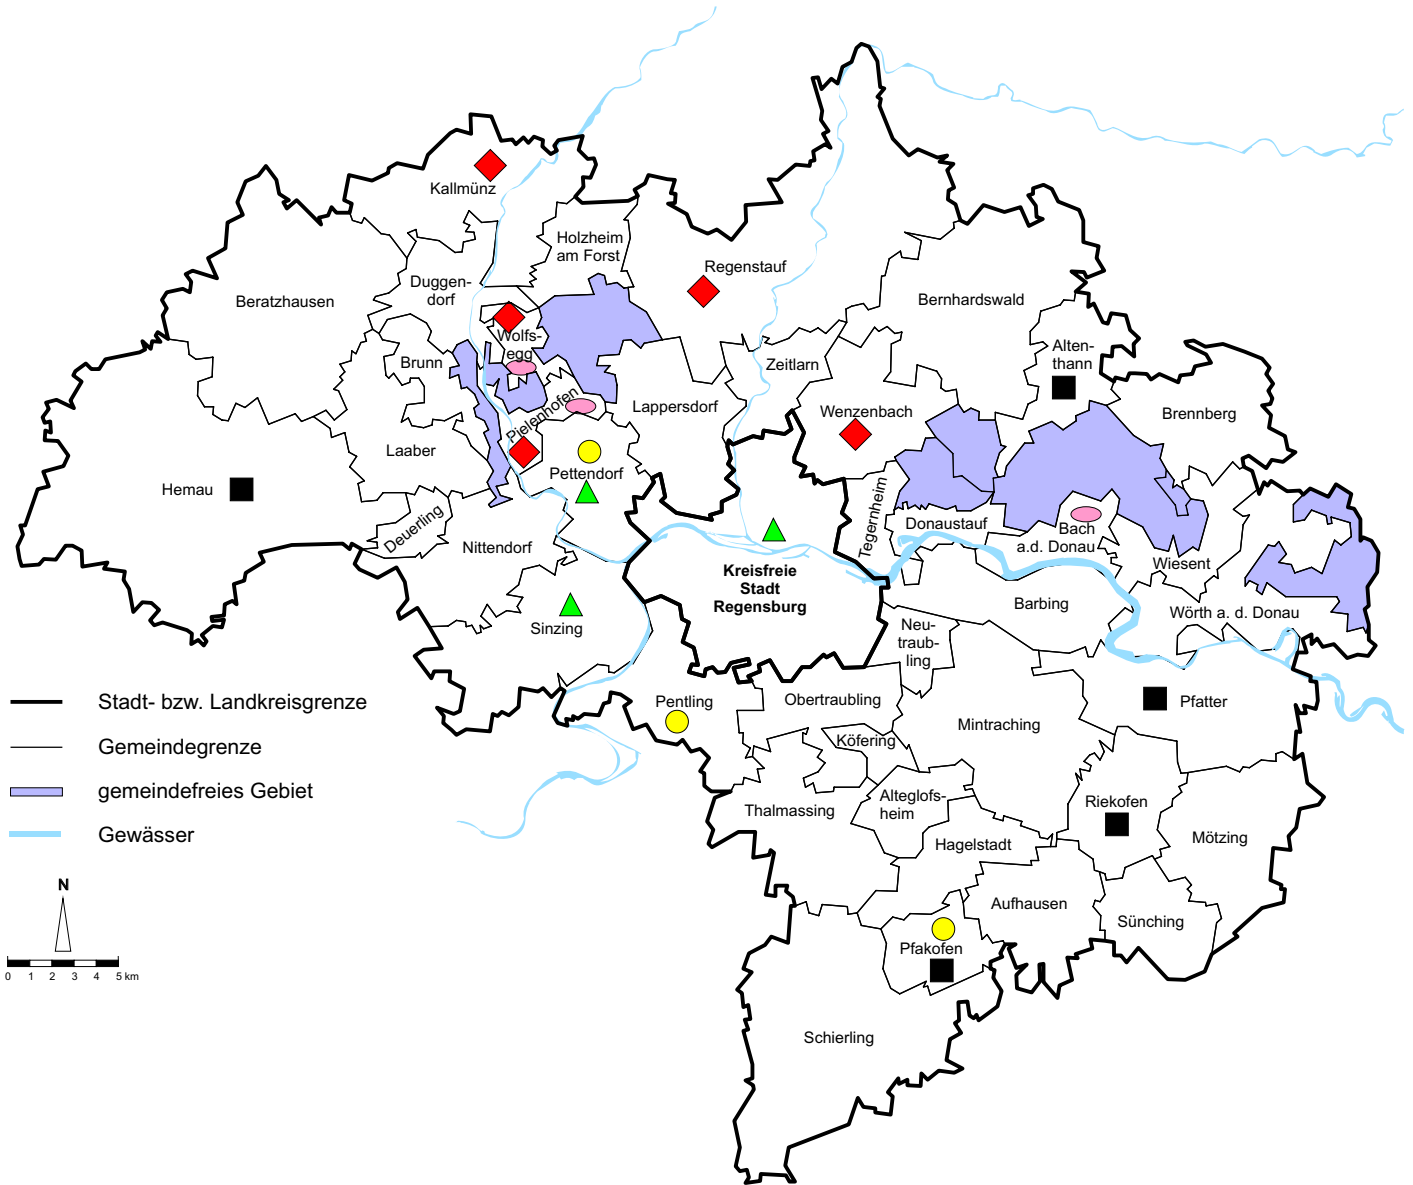 Kallmünz
Holzheim
am Forst
Regenstauf
Duggen-
dorf
Beratzhausen
Bernhardswald
Wolfs-
egg
Brunn
Zeitlarn
Alten-
thann
Pielenhofen
Lappersdorf
Wenzenbach
Brennberg
Laaber
Pettendorf
Hemau
Tegernheim
Deuerling
Nittendorf
Donaustauf
Bach
a.d. Donau
Wiesent
Kreisfreie
Stadt
Regensburg
Barbing
Wörth a. d. Donau
Sinzing
Neu-
traub-
ling
Stadt- bzw. Landkreisgrenze
Pentling
Obertraubling
Pfatter
Mintraching
Gemeindegrenze
Köfering
gemeindefreies Gebiet
Alteglofs-
heim
Riekofen
Thalmassing
Gewässer
Mötzing
Hagelstadt
N
Aufhausen
Sünching
Pfakofen
0 1 2 3 4 5 km
Schierling